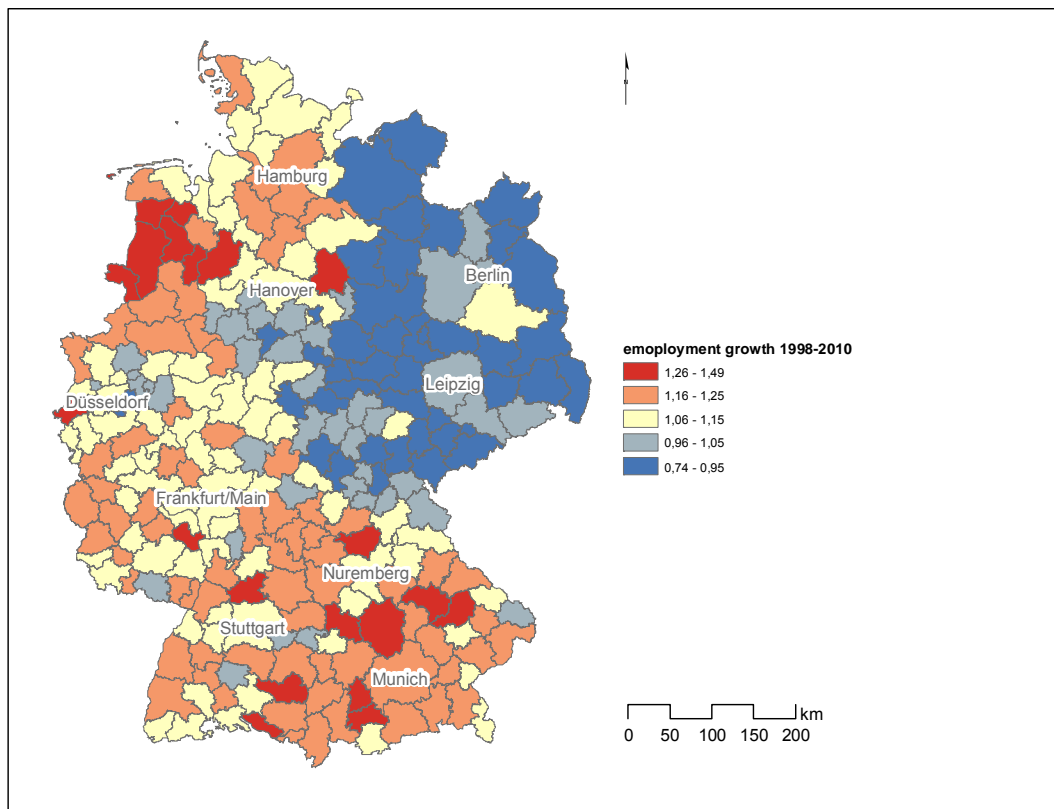 Hamburg
Berlin
Hanover
Leipzig
Düsseldorf
Frankfurt/Main
Nuremberg
Stuttgart
Munich
emoployment growth 1998-2010
1,26 - 1,49
1,16 - 1,25
1,06 - 1,15
0,96 - 1,05
0,74 - 0,95
km
0 50 100 150 200